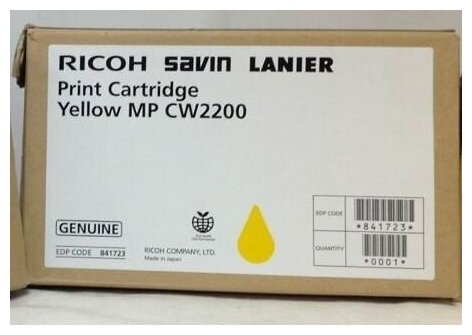 RICOH SAVIN LANIER
Print Cartridge
Yellow MP CW2200
GENUINE
EDP CODE 841723
RICOH COMPANY, LTD.
Made in Japan
EDP CODE
*841723*
QUANTITY
*0001*